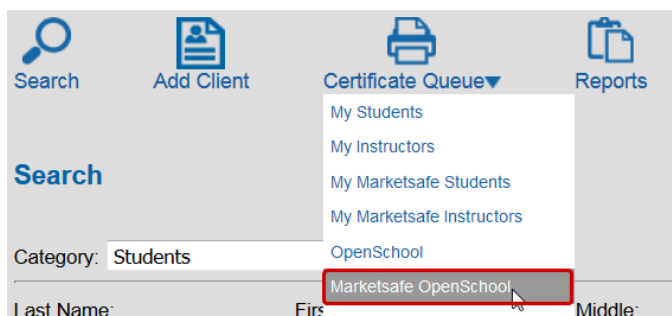 Search Add Client Certificate Queue▼ Reports
My Students
My Instructors
Search
My Marketsafe Students
My Marketsafe Instructors
Category: Students OpenSchool
Marketsafe OpenSchool
Last Name: Firs Middle: